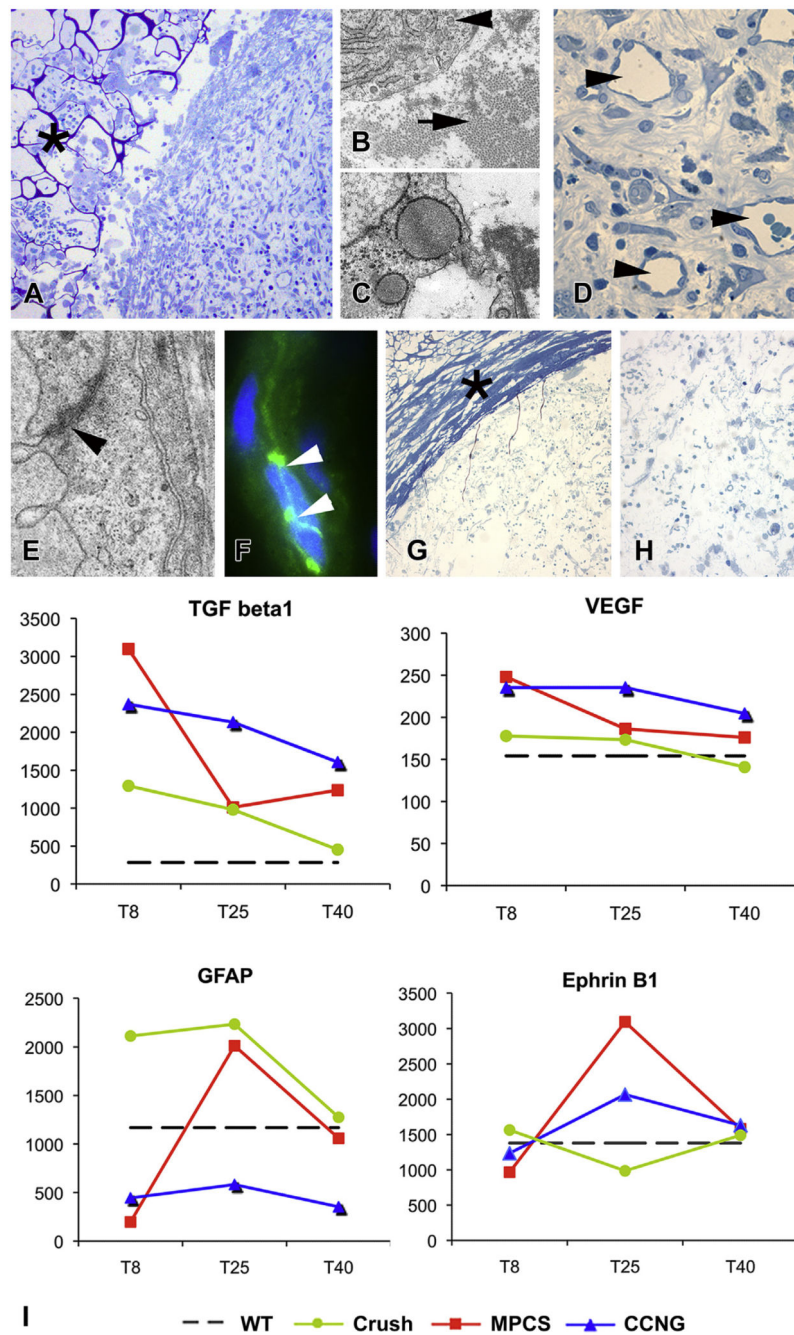 A
B
C
D
E
F
G
H
TGF beta1
3500
3000
2500
2000
1500
1000
500
0
T8 T25 T40
VEGF
300
250
200
150
100
50
0
T8 T25 T40
GFAP
2500
2000
1500
1000
500
0
T8 T25 T40
Ephrin B1
3500
3000
2500
2000
1500
1000
500
0
T8 T25 T40
I
WT Crush MPCS CCNG